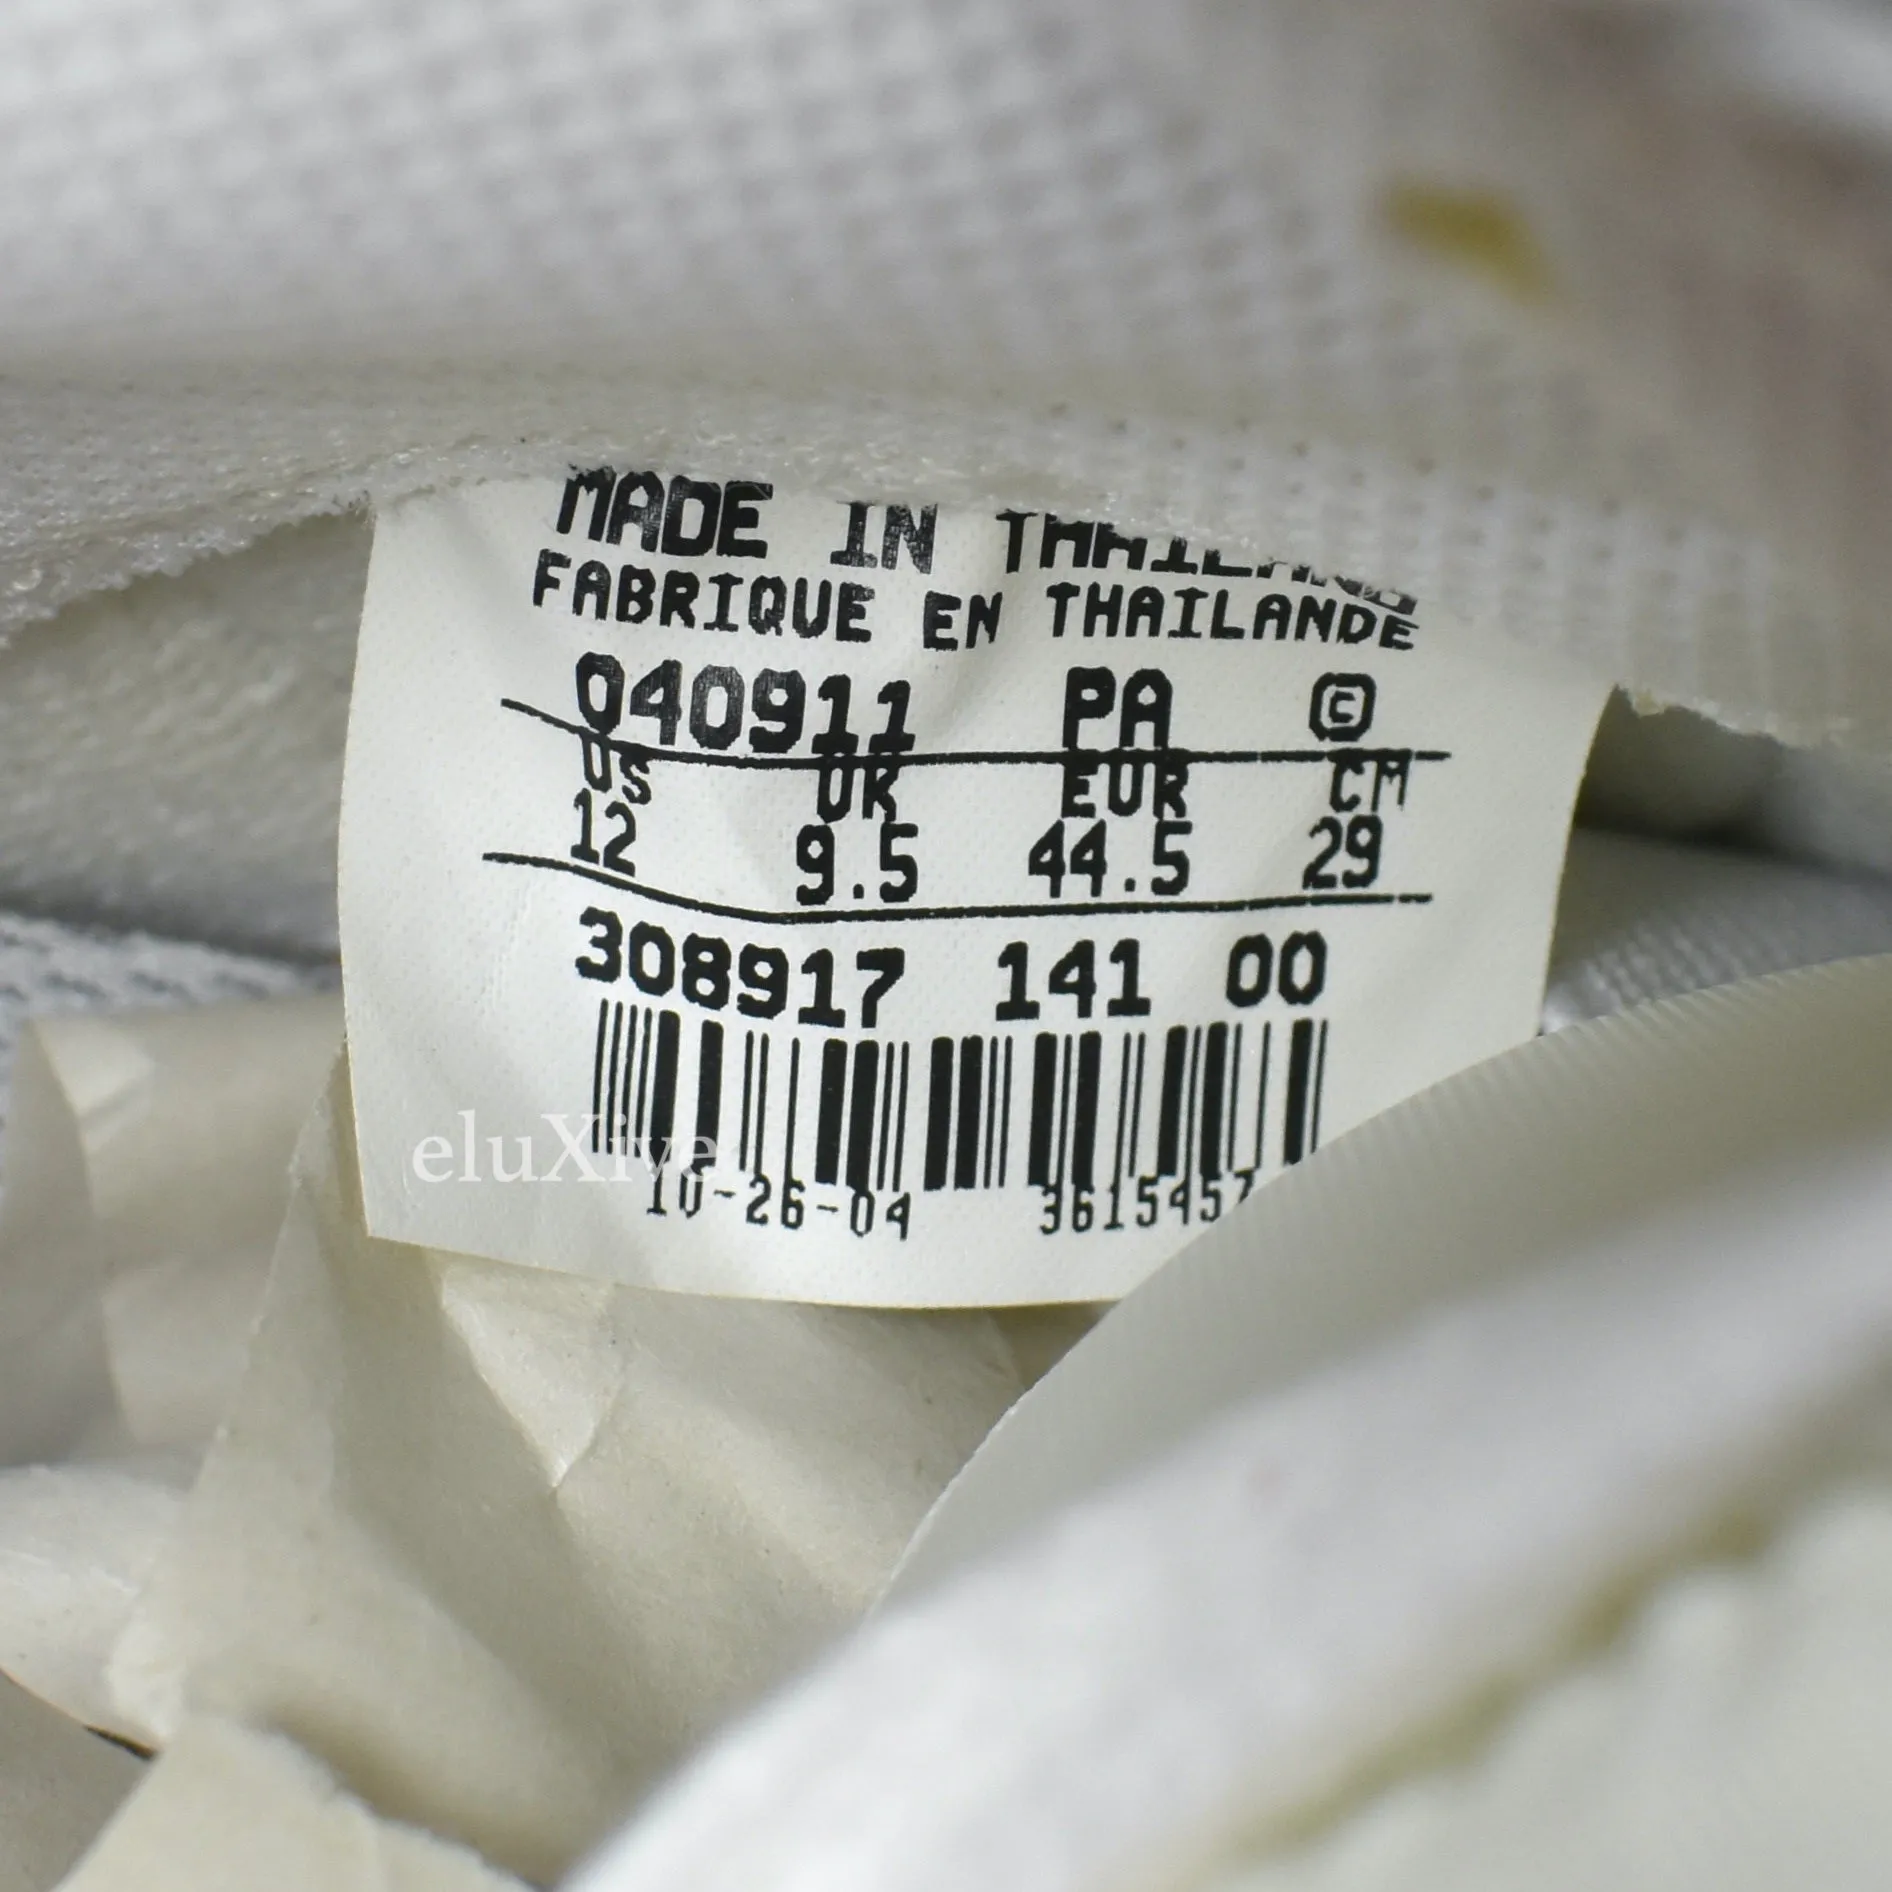 MADE IN THAILAND
FABRIQUE EN THAILANDE
040911 PA ©
US UK EUR CM
12 9.5 44.5 29
308917 141 00
eluXive
10-26-04 3615457